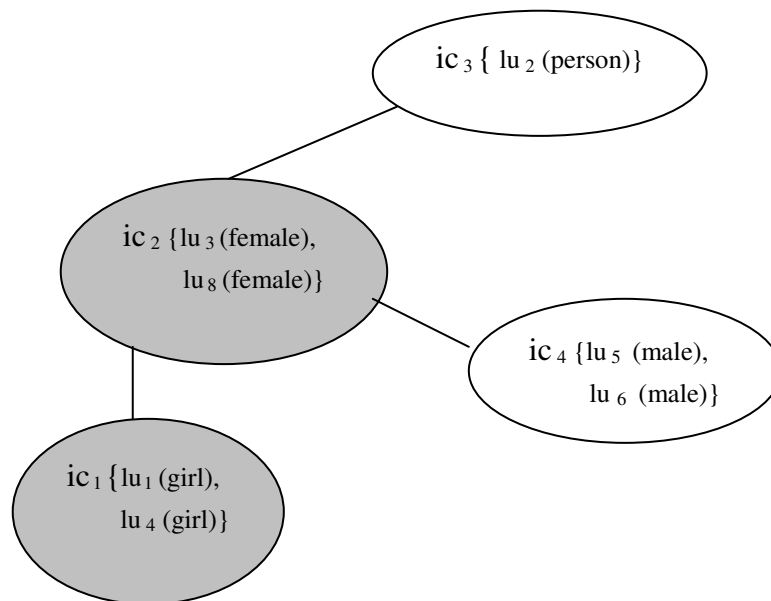 ic 3 { lu 2 (person)}
ic 2 {lu 3 (female),
lu 8 (female)}
ic 4 {lu 5 (male),
lu 6 (male)}
ic 1 {lu 1 (girl),
lu 4 (girl)}